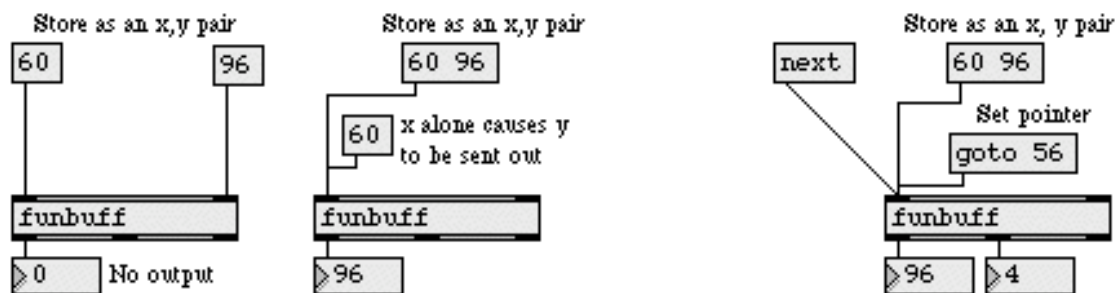 Store as an x,y pair
60
96
funbuff
0
No output
Store as an x,y pair
60 96
60
x alone causes y
to be sent out
funbuff
96
next
Store as an x, y pair
60 96
Set pointer
goto 56
funbuff
96
4